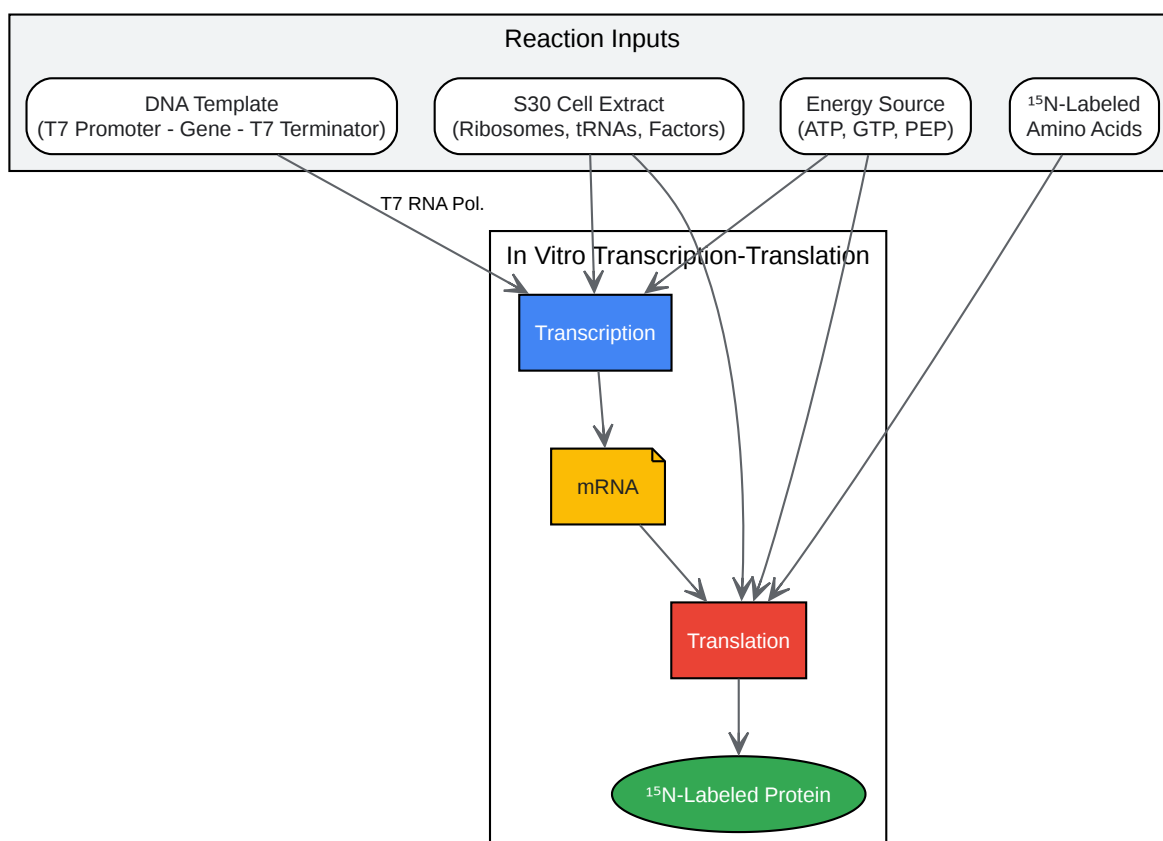 Reaction Inputs
DNA Template
(T7 Promoter - Gene - T7 Terminator)
S30 Cell Extract
(Ribosomes, tRNAs, Factors)
Energy Source
(ATP, GTP, PEP)
¹⁵N-Labeled
Amino Acids
T7 RNA Pol.
In Vitro Transcription-Translation
Transcription
mRNA
Translation
¹⁵N-Labeled Protein